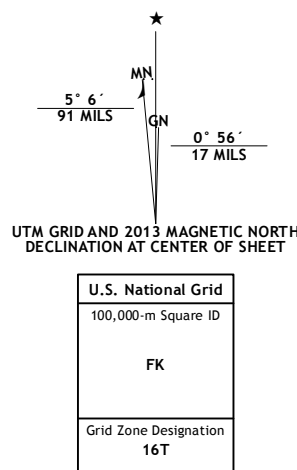 MN.
5° 6´
91 MILS
GN
0° 56´
17 MILS
UTM GRID AND 2013 MAGNETIC NORTH
DECLINATION AT CENTER OF SHEET
U.S. National Grid
100,000-m Square ID
FK
Grid Zone Designation
16T